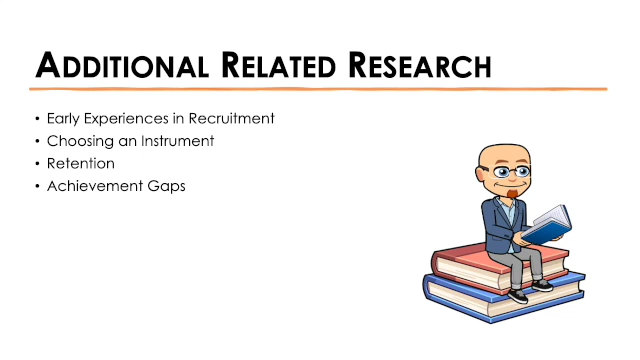 Additional Related Research
• Early Experiences in Recruitment
• Choosing an Instrument
• Retention
• Achievement Gaps